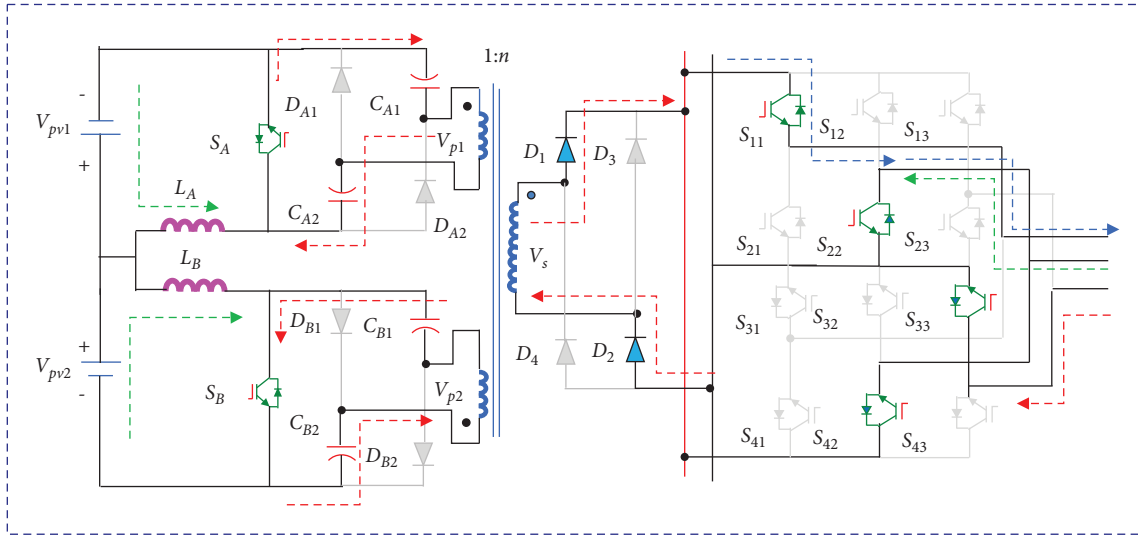 1:n
-
V_pv1
+
S_A
D_A1
C_A1
V_p1
L_A
C_A2
D_A2
L_B
D_B1
C_B1
+
V_pv2
-
S_B
C_B2
V_p2
D_B2
D_1
D_3
V_s
D_4
D_2
S_11
S_12
S_13
S_21
S_22
S_23
S_31
S_32
S_33
S_41
S_42
S_43